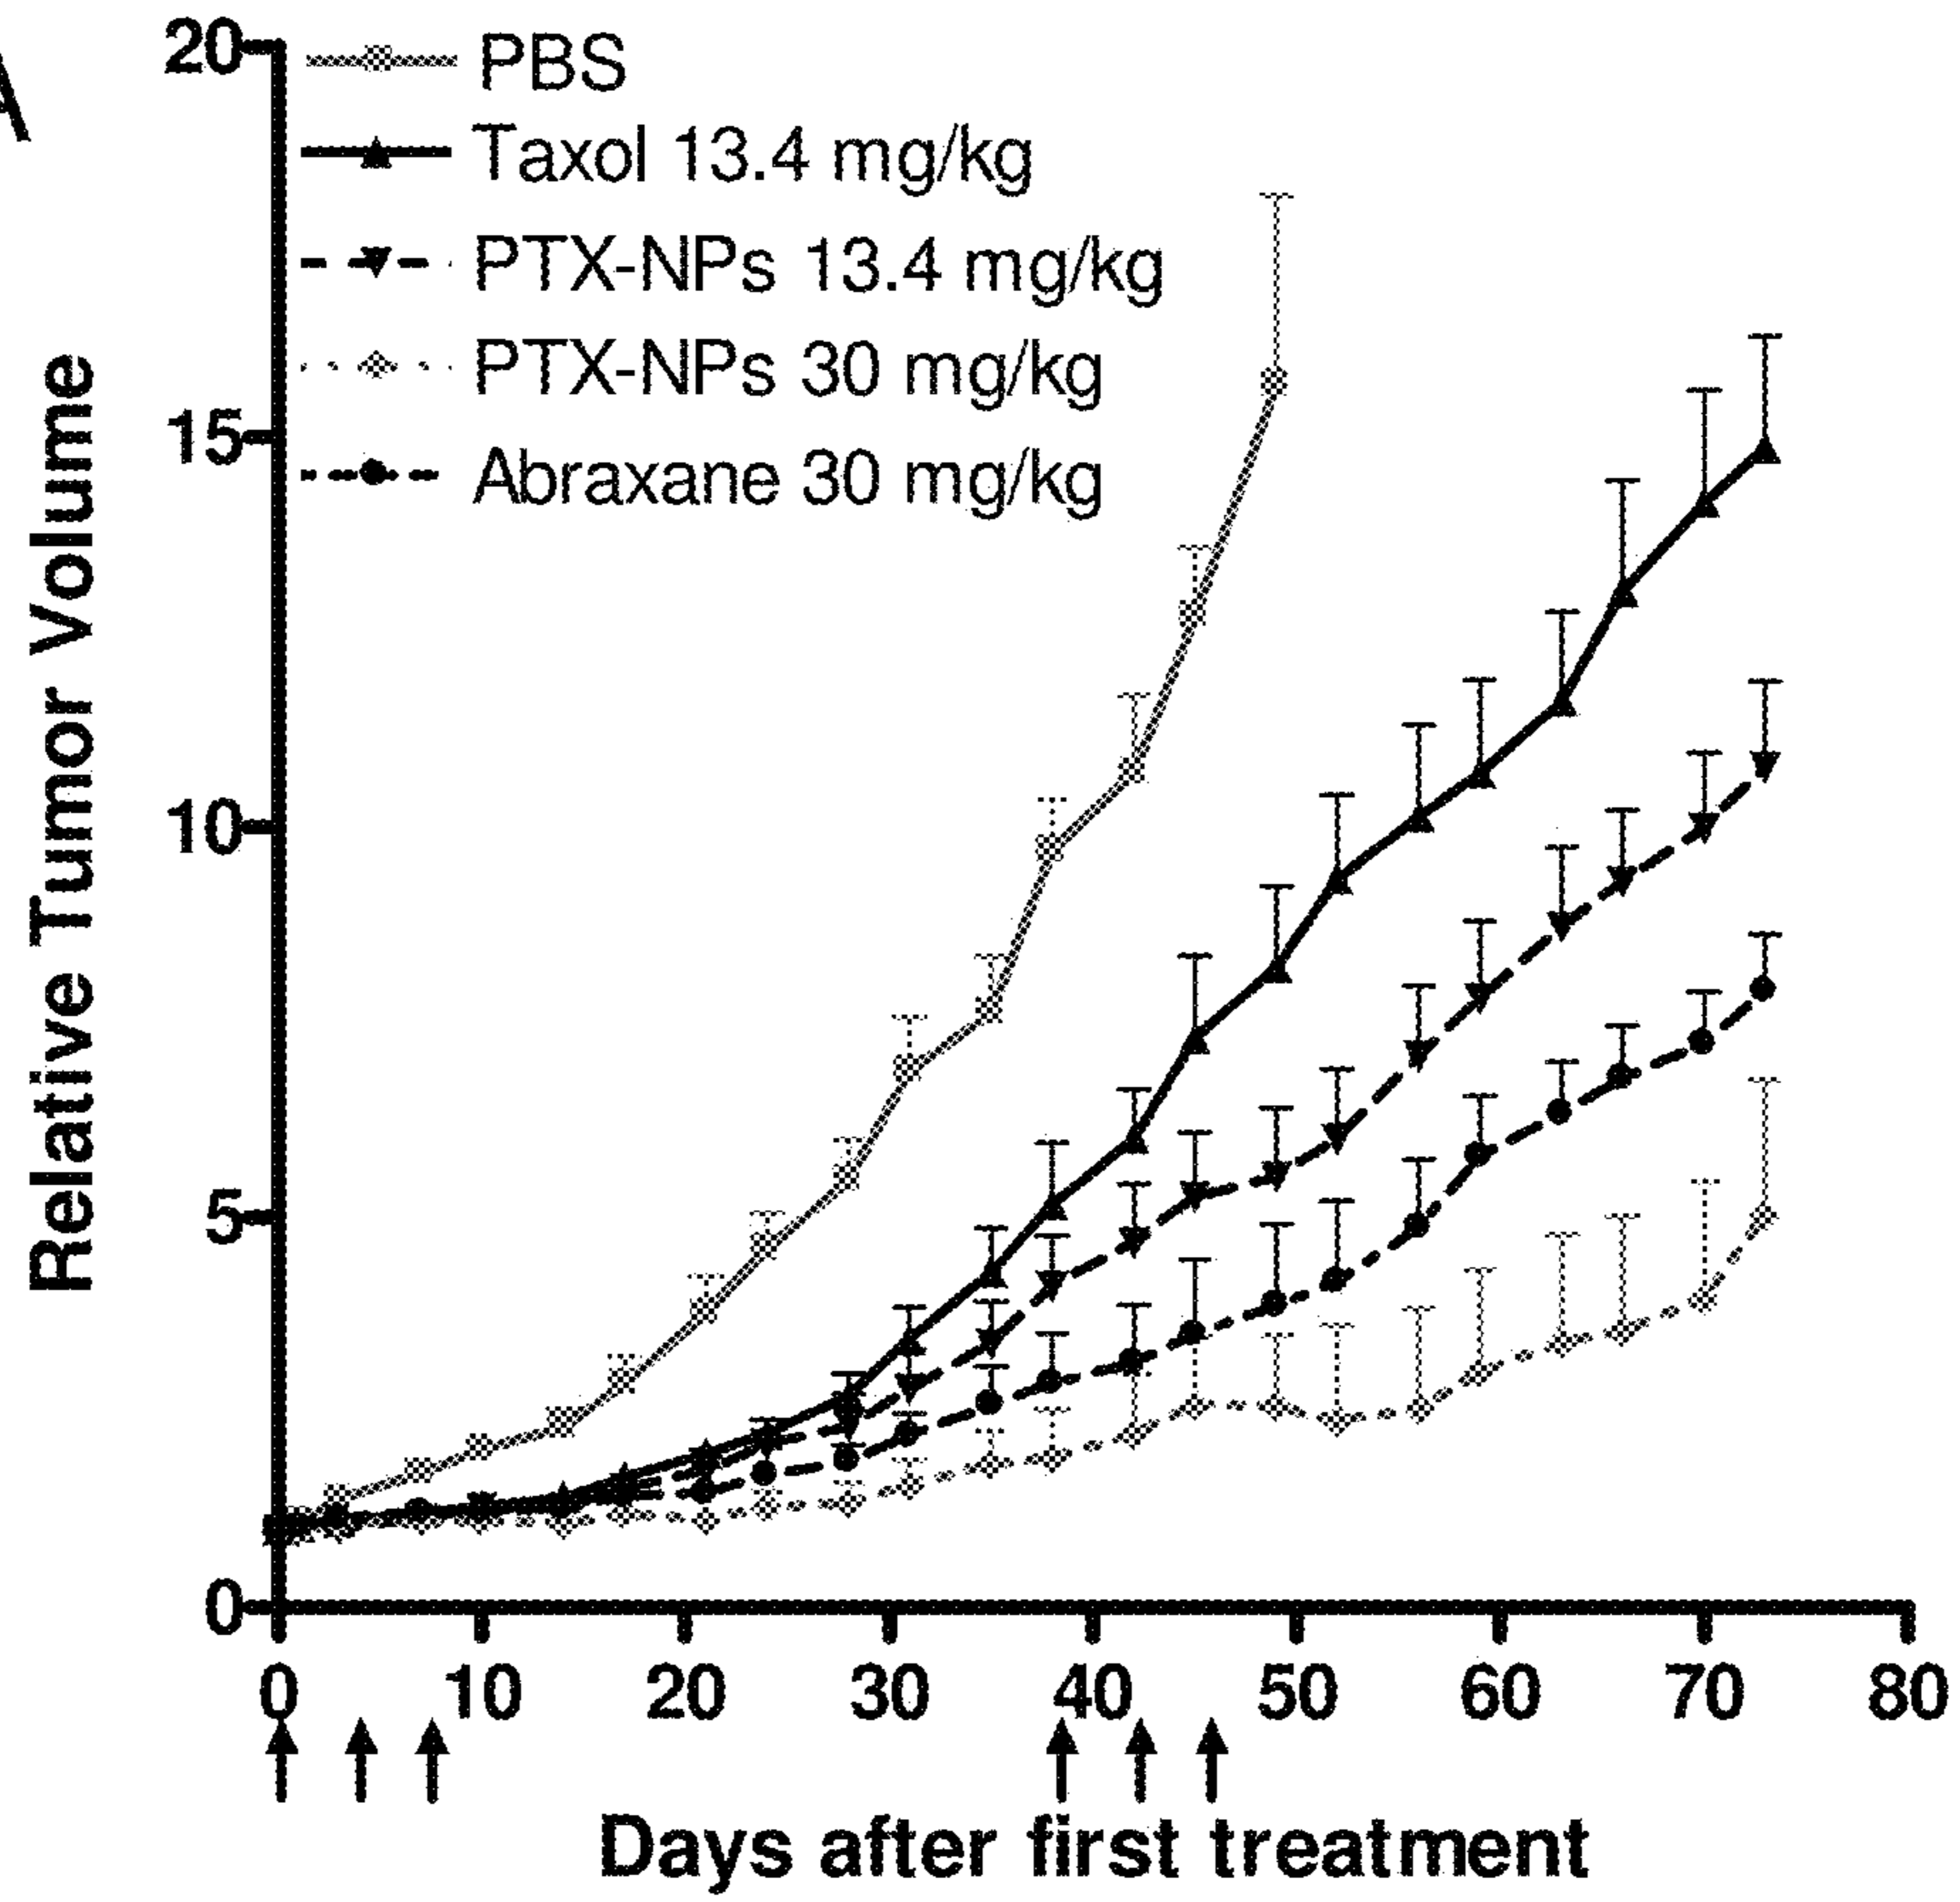 A
20
15
10
5
0
PBS
Taxol 13.4 mg/kg
PTX-NPs 13.4 mg/kg
PTX-NPs 30 mg/kg
Abraxane 30 mg/kg
Relative Tumor Volume
0 10 20 30 40 50 60 70 80
Days after first treatment